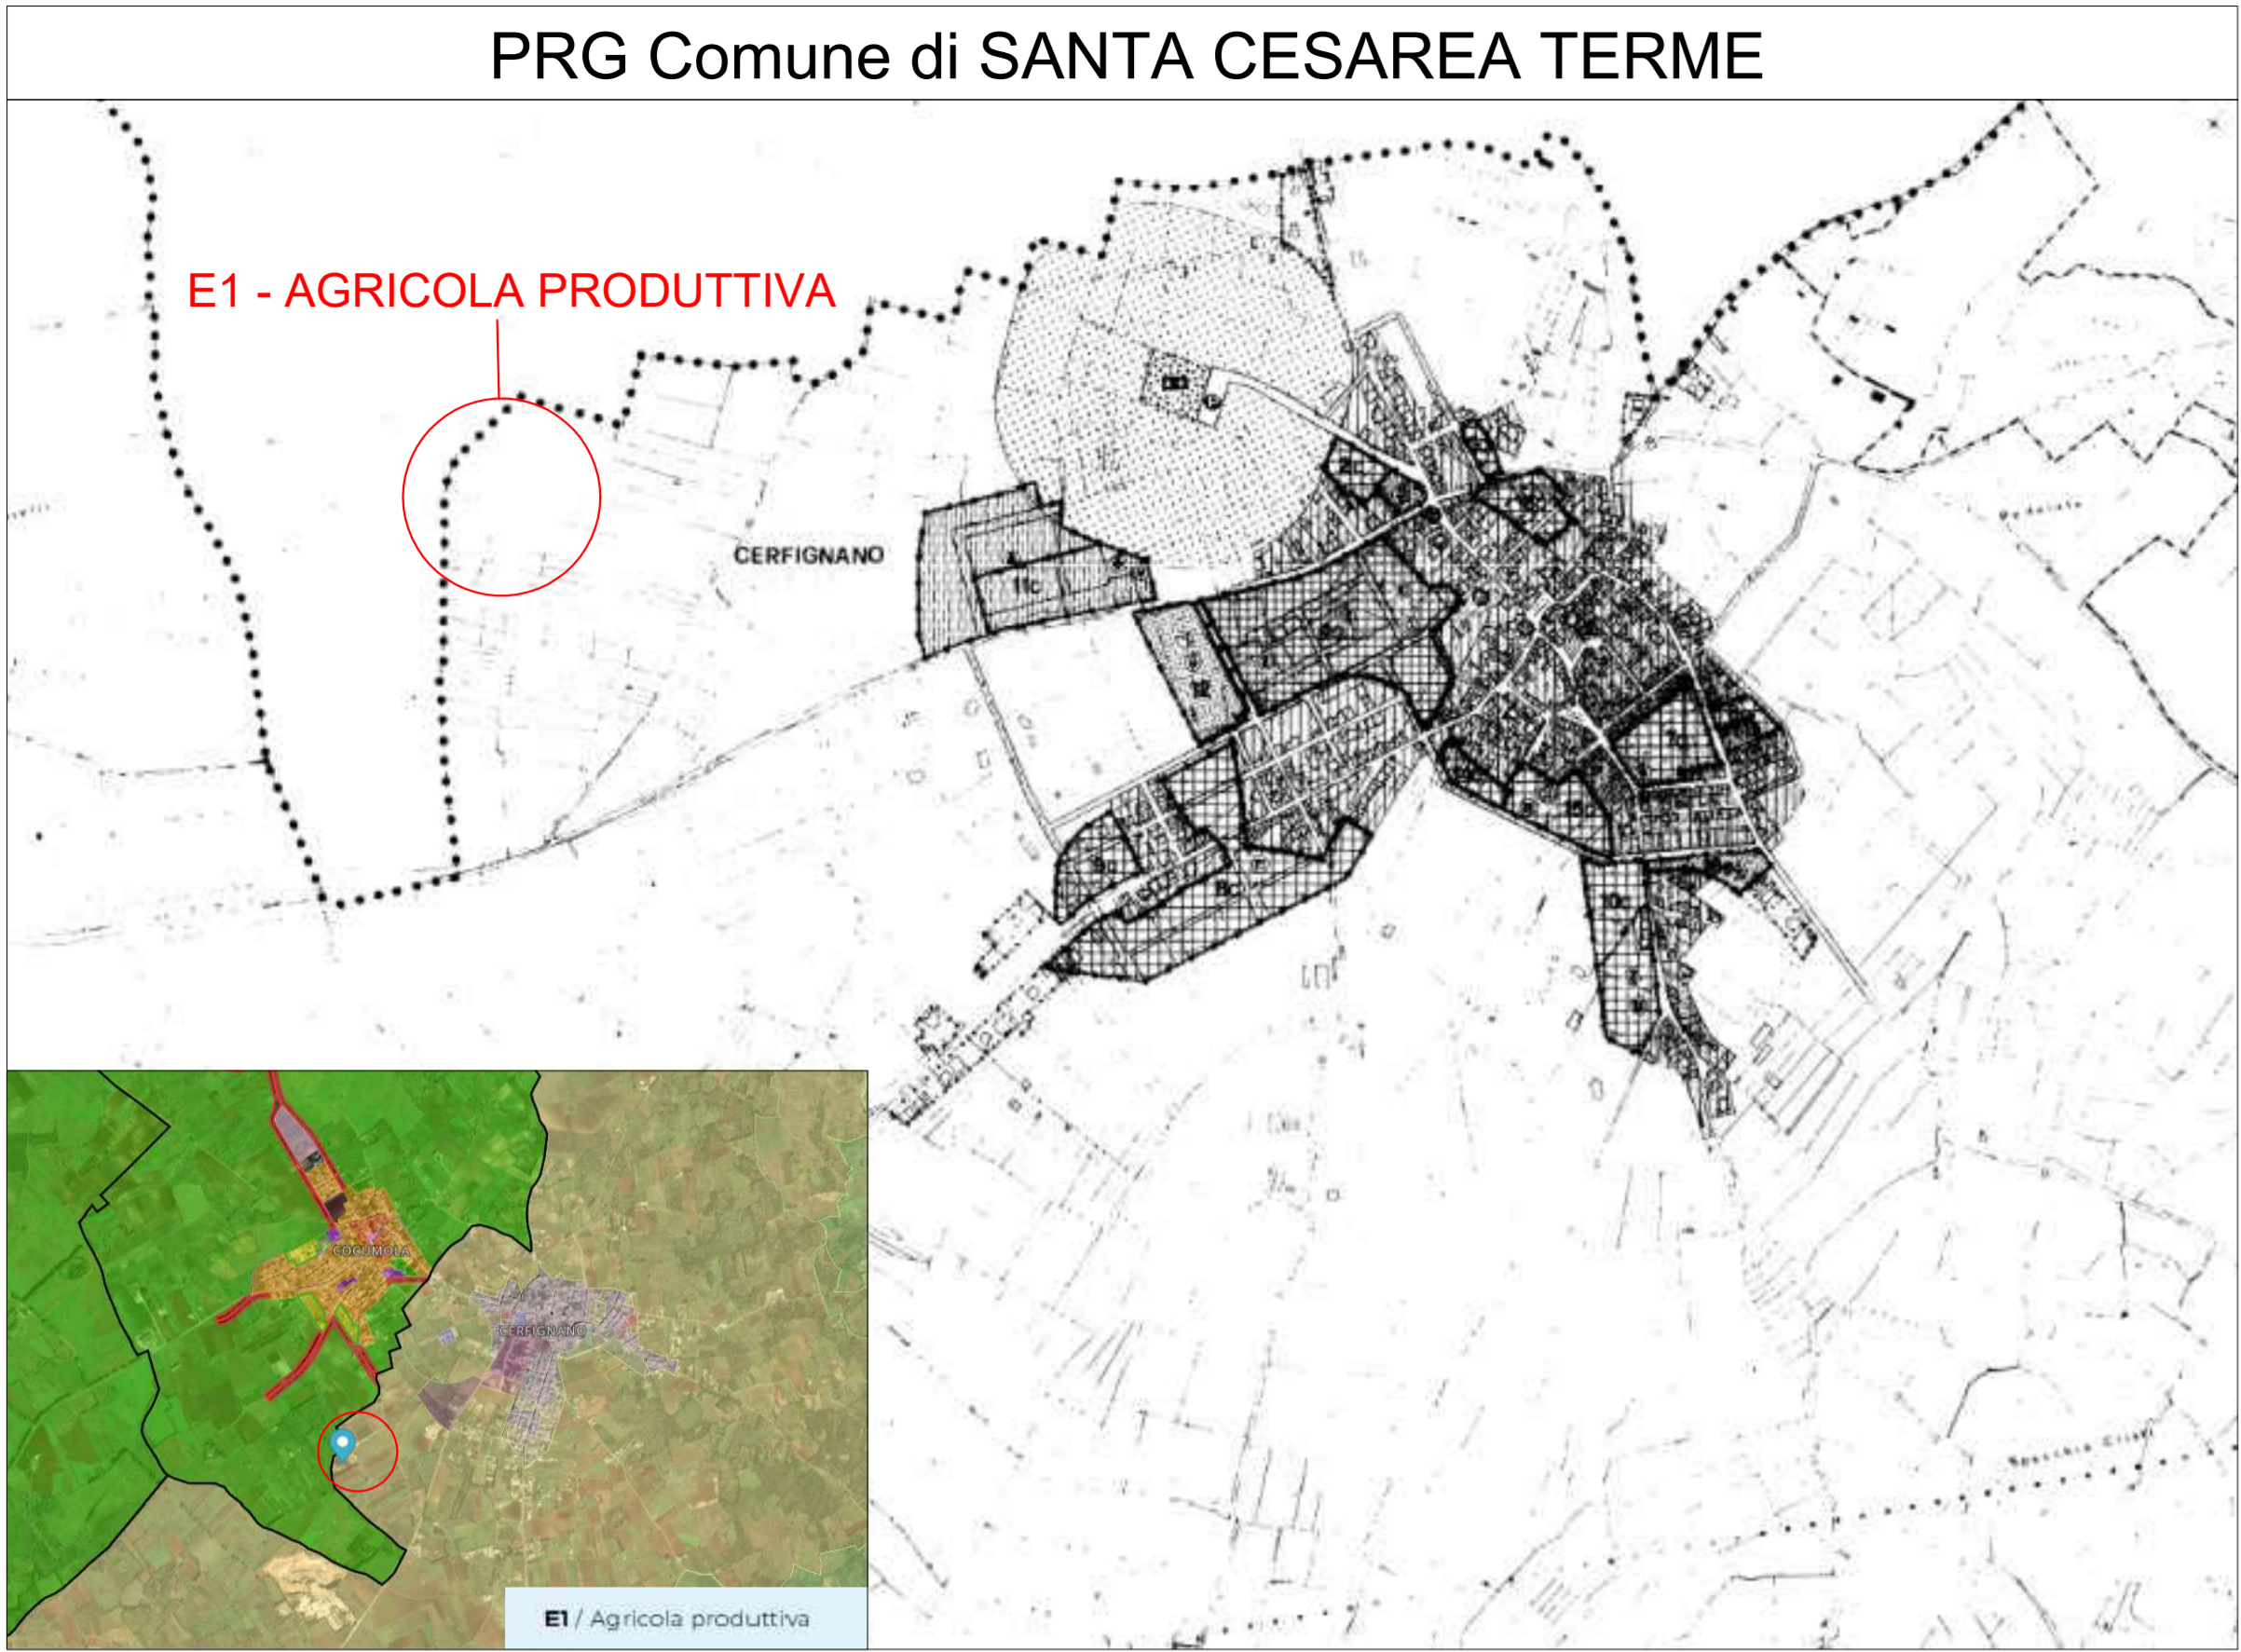 PRG Comune di SANTA CESAREA TERME
E1 - AGRICOLA PRODUTTIVA
CERFIGNANO
COCUMOLA
CERFIGNANO
E1 / Agricola produttiva